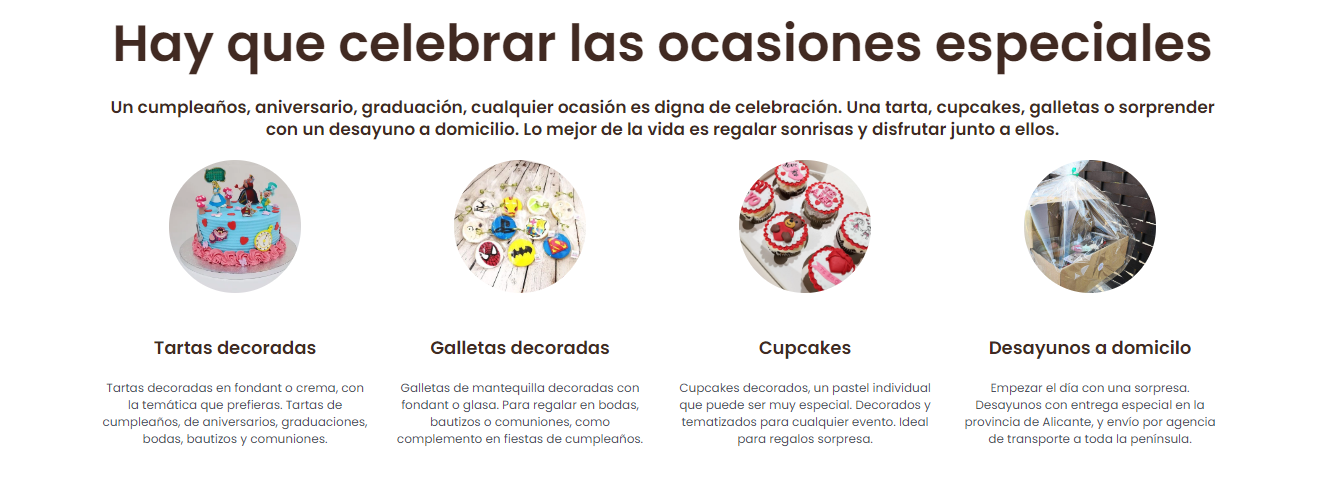 Hay que celebrar las ocasiones especiales
Un cumpleaños, aniversario, graduación, cualquier ocasión es digna de celebración. Una tarta, cupcakes, galletas o sorprender
con un desayuno a domicilio. Lo mejor de la vida es regalar sonrisas y disfrutar junto a ellos.
Tartas decoradas
Tartas decoradas en fondant o crema, con
la temática que prefieras. Tartas de
cumpleaños, de aniversarios, graduaciones,
bodas, bautizos y comuniones.
Galletas decoradas
Galletas de mantequilla decoradas con
fondant o glasa. Para regalar en bodas,
bautizos o comuniones, como
complemento en fiestas de cumpleaños.
Cupcakes
Cupcakes decorados, un pastel individual
que puede ser muy especial. Decorados y
tematizados para cualquier evento. Ideal
para regalos sorpresa.
Desayunos a domicilo
Empezar el día con una sorpresa.
Desayunos con entrega especial en la
provincia de Alicante, y envío por agencia
de transporte a toda la península.